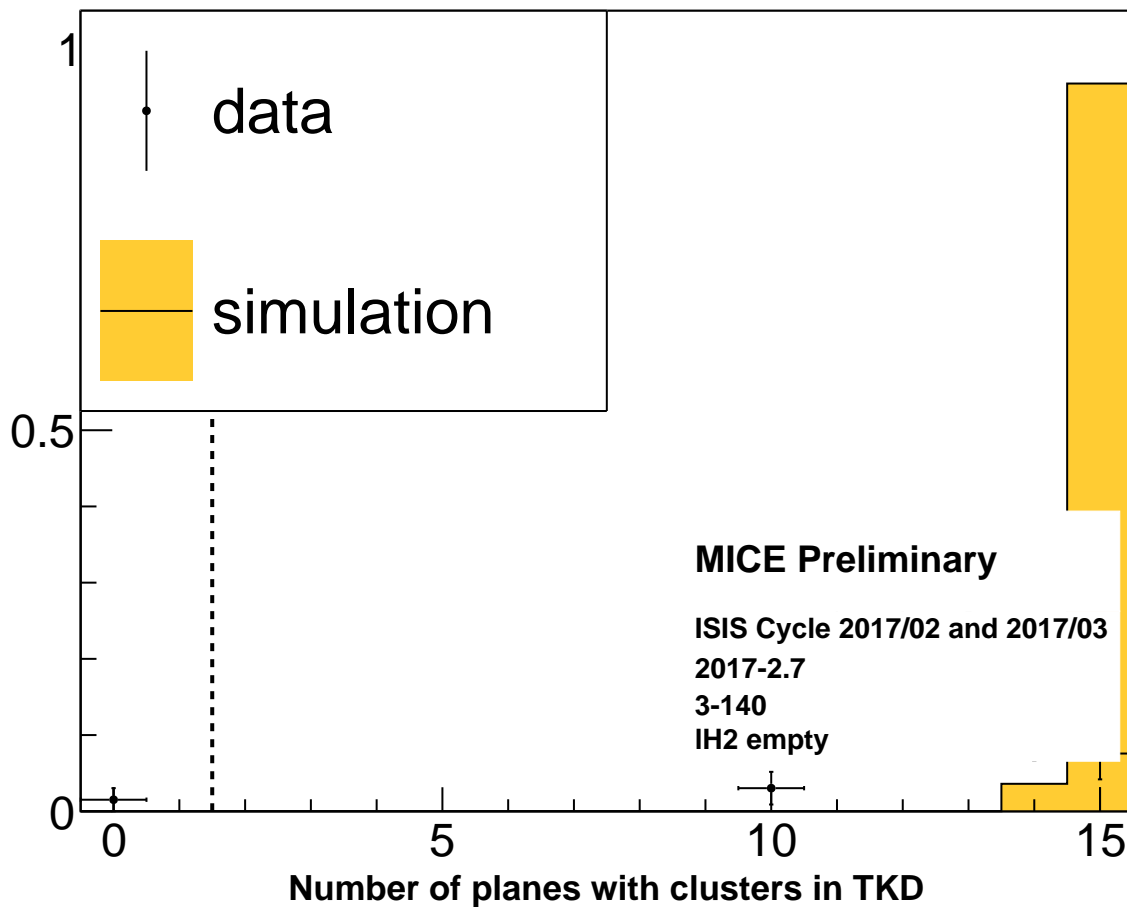 1
data
simulation
0.5
MICE Preliminary
ISIS Cycle 2017/02 and 2017/03
2017-2.7
3-140
lH2 empty
0
0 5 10 15
Number of planes with clusters in TKD